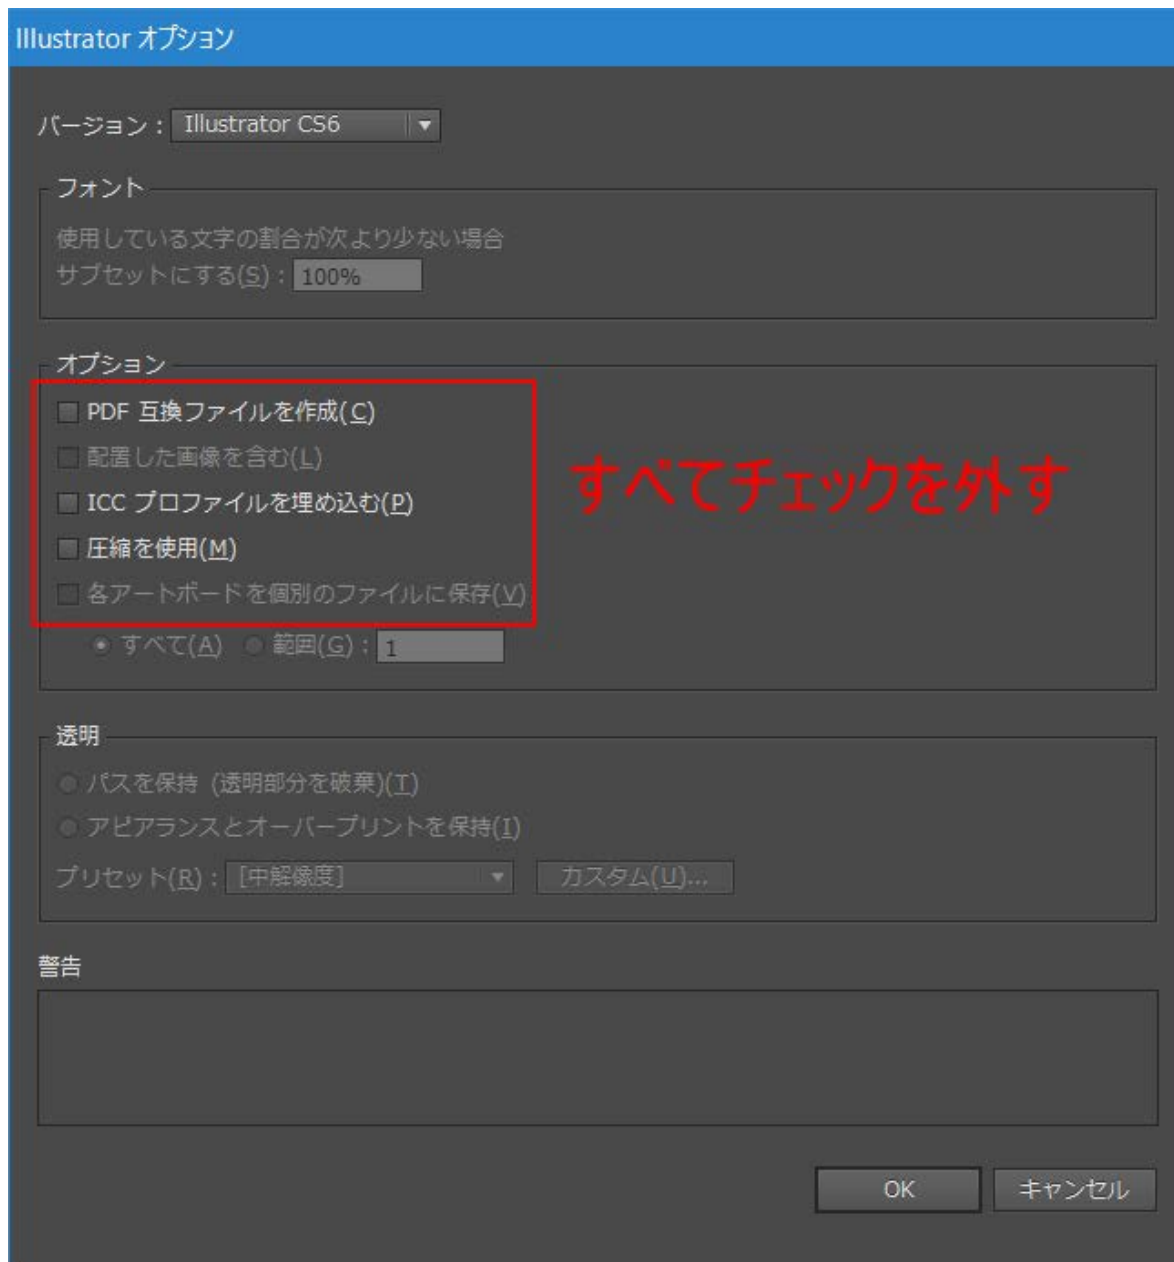 Illustrator オプション
バージョン： Illustrator CS6
フォント
使用している文字の割合が次より少ない場合
サブセットにする(S)： 100%
オプション
PDF 互換ファイルを作成(C)
配置した画像を含む(L)
ICC プロファイルを埋め込む(P)
すべてチェックを外す
圧縮を使用(M)
各アートボードを個別のファイルに保存(V)
すべて(A) 範囲(G)： 1
透明
パスを保持 (透明部分を破棄)(T)
アピアランスとオーバープリントを保持(I)
プリセット(R)： [中解像度] カスタム(U)...
警告
OK キャンセル